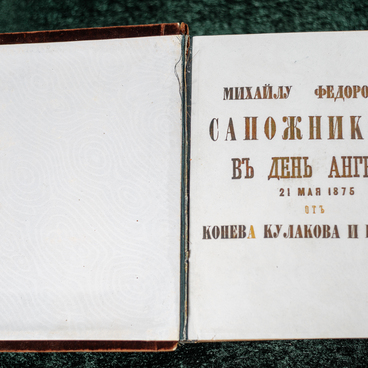 МИХАЙЛУ ФЕДОРО
САПОЖНИК
ВЪ ДЕНЬ АНГ
21 МАЯ 1875
ОТЪ
КОНЕВА КУЛАКОВА И